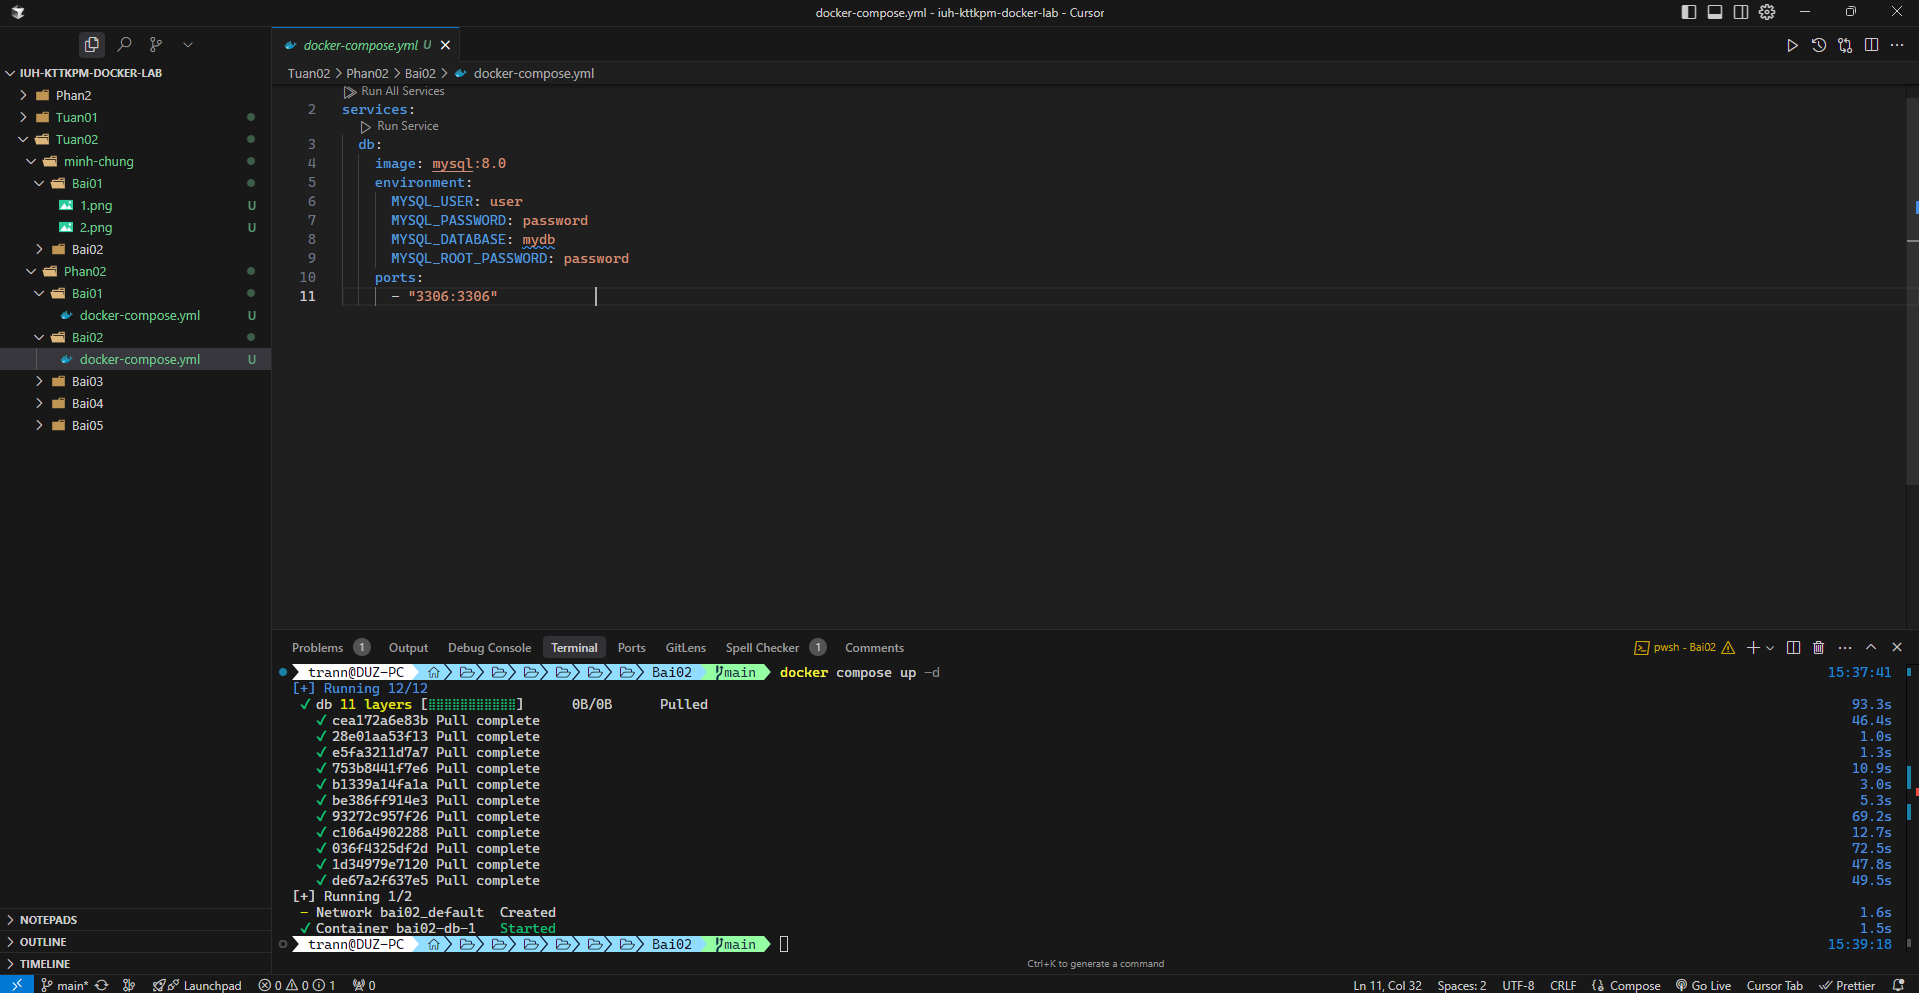 docker-compose.yml - iuh-kttkpm-docker-lab - Cursor
IUH-KTTKPM-DOCKER-LAB
Phan2
Tuan01
Tuan02
minh-chung
Bai01
1.png U
2.png U
Bai02
Phan02
Bai01
docker-compose.yml U
Bai02
docker-compose.yml U
Bai03
Bai04
Bai05
NOTEPADS
OUTLINE
TIMELINE
docker-compose.yml U
Tuan02 > Phan02 > Bai02 > docker-compose.yml
Run All Services
2 services:
Run Service
3 db:
4 image: mysql:8.0
5 environment:
6 MYSQL_USER: user
7 MYSQL_PASSWORD: password
8 MYSQL_DATABASE: mydb
9 MYSQL_ROOT_PASSWORD: password
10 ports:
11 - "3306:3306"
Problems 1 Output Debug Console Terminal Ports GitLens Spell Checker 1 Comments pwsh - Bai02
trann@DUZ-PC Bai02 main docker compose up -d 15:37:41
[+] Running 12/12
✓ db 11 layers [⣿⣿⣿⣿⣿⣿⣿⣿⣿⣿⣿] 0B/0B Pulled 93.3s
✓ cea172a6e83b Pull complete 46.4s
✓ 28e01aa53f13 Pull complete 1.0s
✓ e5fa3211d7a7 Pull complete 1.3s
✓ 753b8441f7e6 Pull complete 10.9s
✓ b1339a14fa1a Pull complete 3.0s
✓ be386ff914e3 Pull complete 5.3s
✓ 93272c957f26 Pull complete 69.2s
✓ c106a4902288 Pull complete 12.7s
✓ 036f4325df2d Pull complete 72.5s
✓ 1d34979e7120 Pull complete 47.8s
✓ de67a2f637e5 Pull complete 49.5s
[+] Running 1/2
- Network bai02_default Created 1.6s
✓ Container bai02-db-1 Started 1.5s
trann@DUZ-PC Bai02 main 15:39:18
Ctrl+K to generate a command
main* Launchpad 0 0 1 0 Ln 11, Col 32 Spaces: 2 UTF-8 CRLF Compose Go Live Cursor Tab Prettier